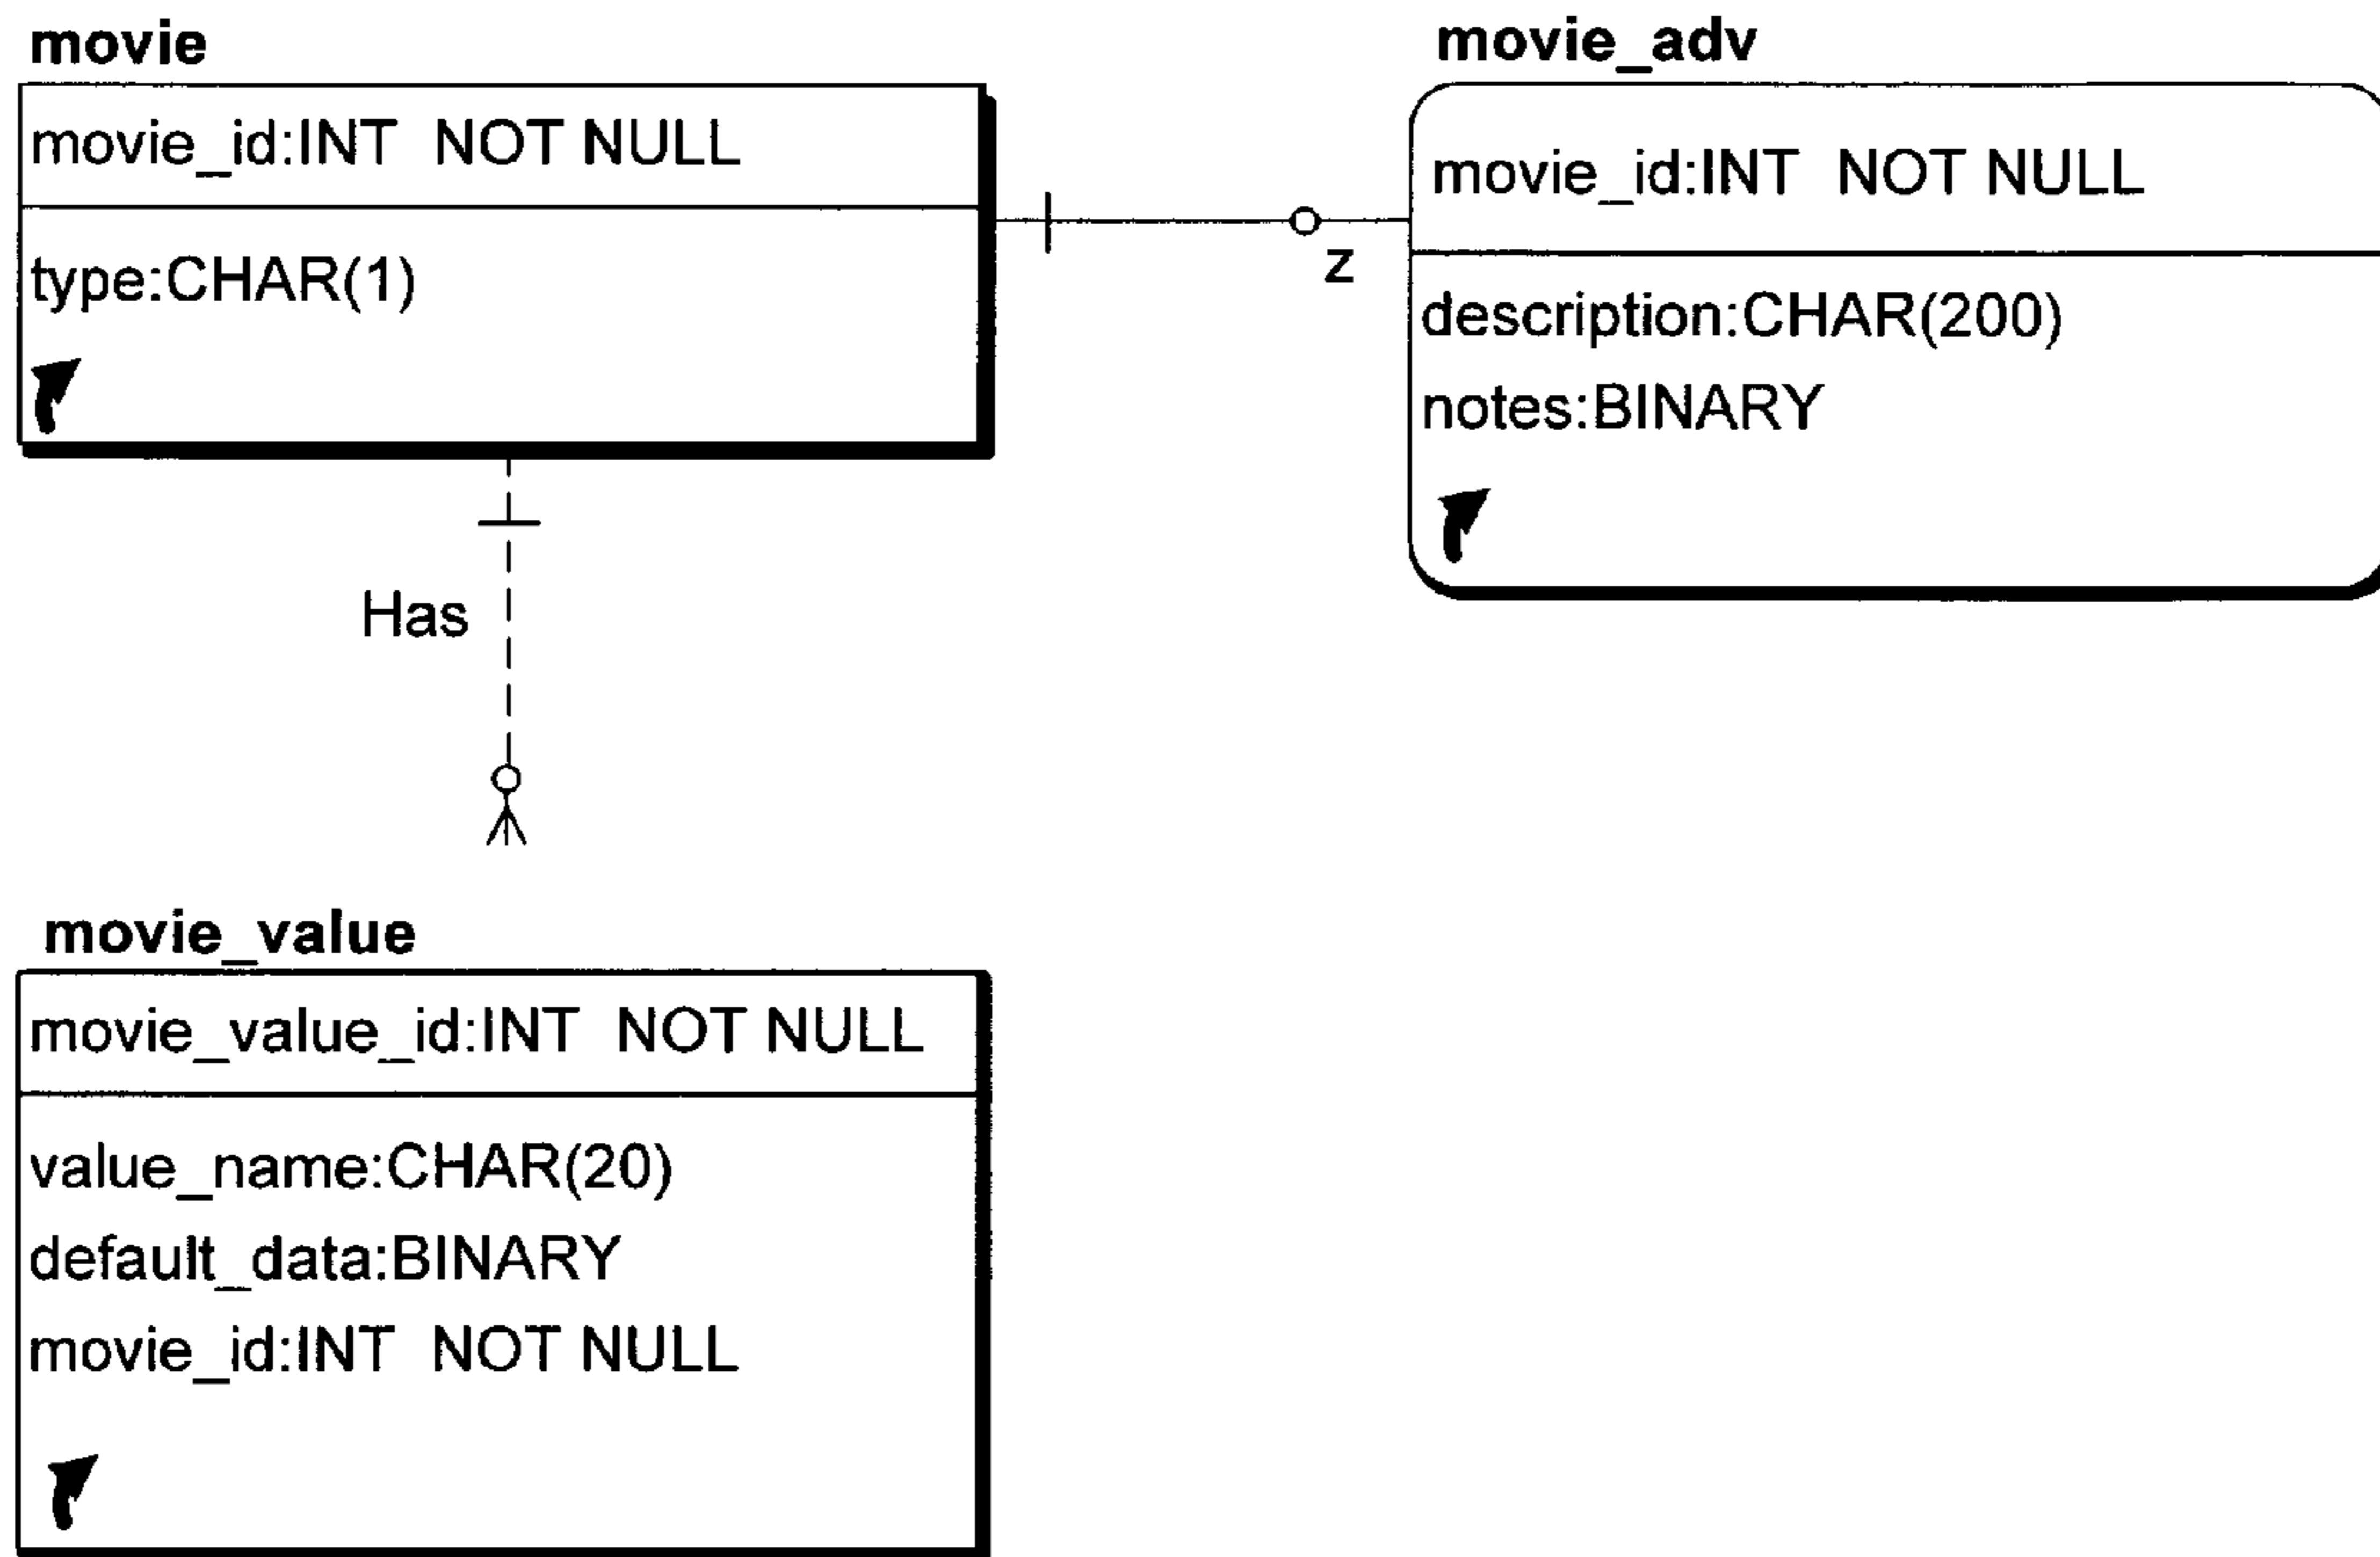 movie
movie_id:INT  NOT NULL
type:CHAR(1)
movie_adv
movie_id:INT  NOT NULL
description:CHAR(200)
notes:BINARY
z
Has
movie_value
movie_value_id:INT  NOT NULL
value_name:CHAR(20)
default_data:BINARY
movie_id:INT  NOT NULL